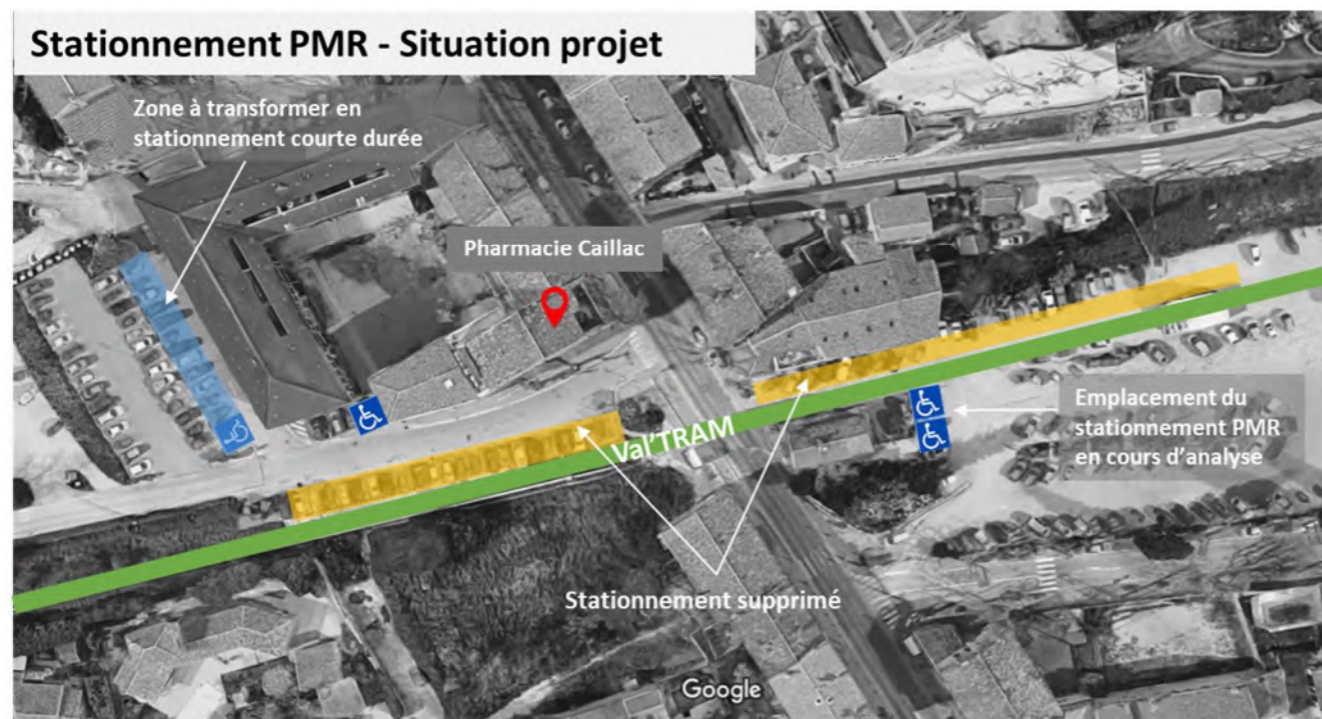 Stationnement PMR - Situation projet
Zone à transformer en
stationnement courte durée
Pharmacie Caillac
Val'TRAM
Emplacement du
stationnement PMR
en cours d'analyse
Stationnement supprimé
Google